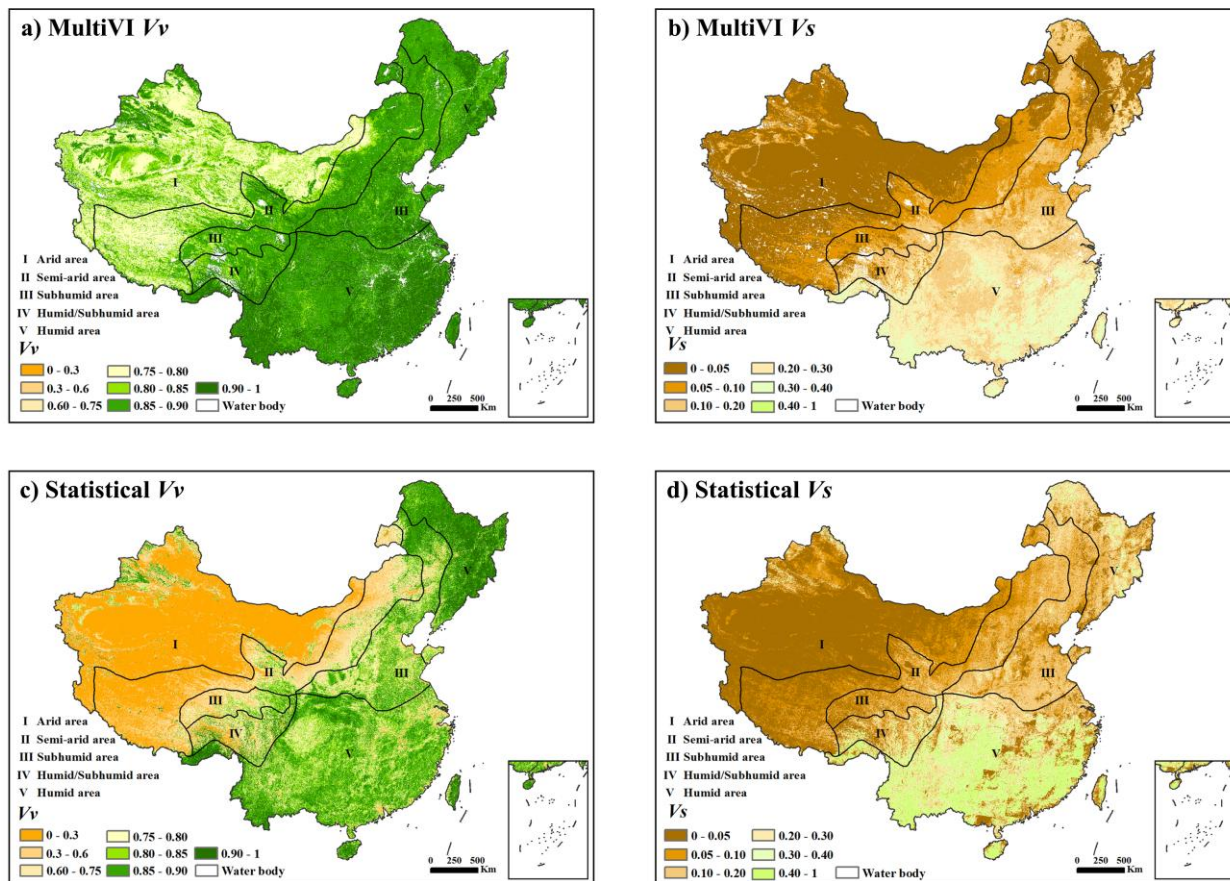 a) MultiVI Vv
I
II
III
III
IV
V
V
I Arid area
II Semi-arid area
III Subhumid area
IV Humid/Subhumid area
V Humid area
Vv
0 - 0.3
0.75 - 0.80
0.3 - 0.6
0.80 - 0.85
0.90 - 1
0.60 - 0.75
0.85 - 0.90
Water body
0 250 500
Km
b) MultiVI Vs
I
II
III
III
IV
V
V
I Arid area
II Semi-arid area
III Subhumid area
IV Humid/Subhumid area
V Humid area
Vs
0 - 0.05
0.20 - 0.30
0.05 - 0.10
0.30 - 0.40
0.10 - 0.20
0.40 - 1
Water body
0 250 500
Km
c) Statistical Vv
I
II
III
III
IV
V
V
I Arid area
II Semi-arid area
III Subhumid area
IV Humid/Subhumid area
V Humid area
Vv
0 - 0.3
0.75 - 0.80
0.3 - 0.6
0.80 - 0.85
0.90 - 1
0.60 - 0.75
0.85 - 0.90
Water body
0 250 500
Km
d) Statistical Vs
I
II
III
III
IV
V
V
I Arid area
II Semi-arid area
III Subhumid area
IV Humid/Subhumid area
V Humid area
Vs
0 - 0.05
0.20 - 0.30
0.05 - 0.10
0.30 - 0.40
0.10 - 0.20
0.40 - 1
Water body
0 250 500
Km